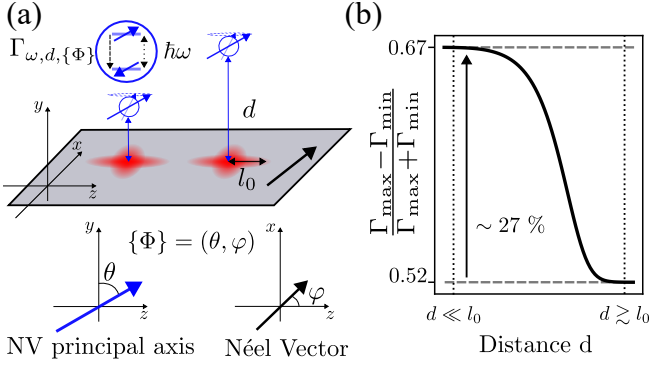 (a)
Γ_{ω,d,{Φ}}
ħω
d
y
x
z
l₀
{Φ} = (θ, φ)
y
θ
z
NV principal axis
x
φ
z
Néel Vector
(b)
0.67
Γmax − Γmin
Γmax + Γmin
∼ 27 %
0.52
d ≪ l₀
d ≳ l₀
Distance d